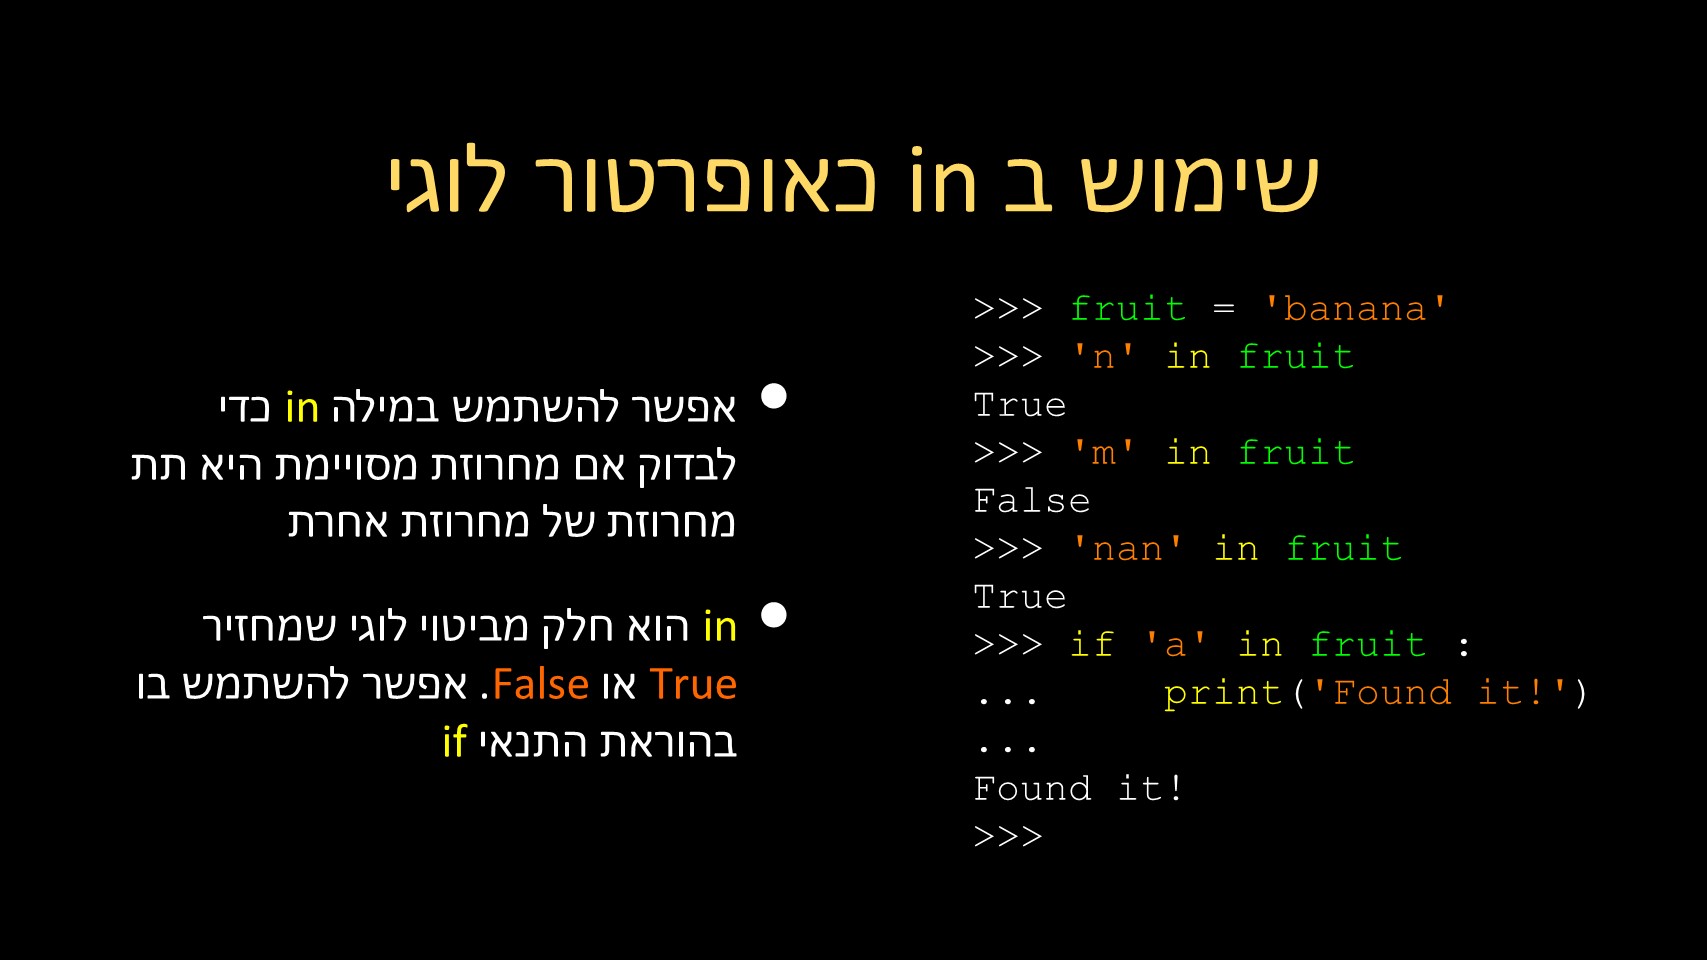 שימוש ב in כאופרטור לוגי
• אפשר להשתמש במילה in כדי
לבדוק אם מחרוזת מסויימת היא תת
מחרוזת של מחרוזת אחרת
• in הוא חלק מביטוי לוגי שמחזיר
True או False. אפשר להשתמש בו
בהוראת התנאי if
>>> fruit = 'banana'
>>> 'n' in fruit
True
>>> 'm' in fruit
False
>>> 'nan' in fruit
True
>>> if 'a' in fruit :
...     print('Found it!')
...
Found it!
>>>